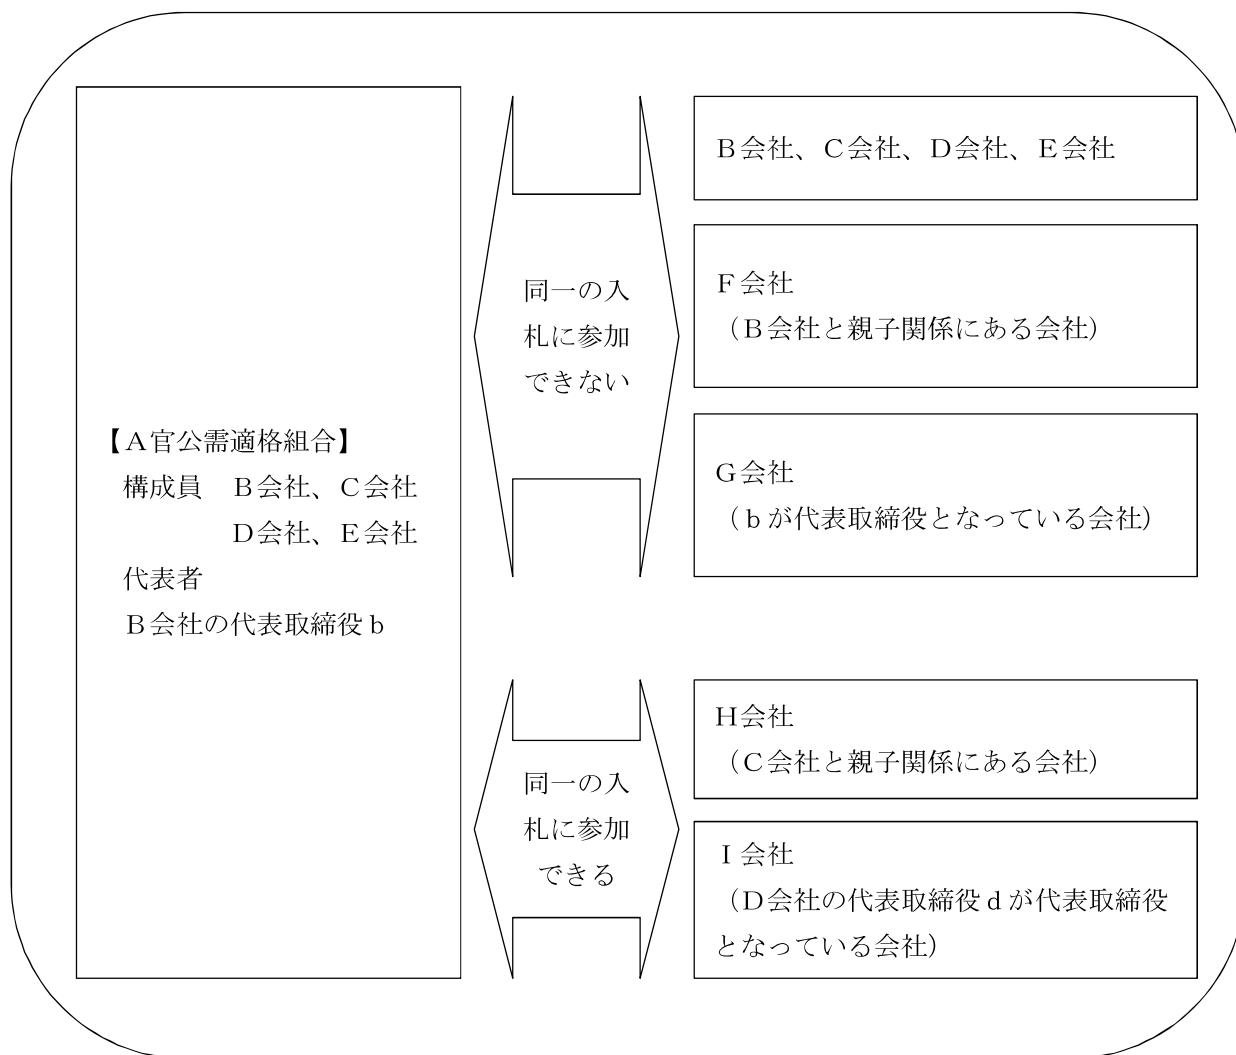 【A官公需適格組合】
構成員　B会社、C会社
D会社、E会社
代表者
B会社の代表取締役b
同一の入
札に参加
できない
B会社、C会社、D会社、E会社
F会社
（B会社と親子関係にある会社）
G会社
（bが代表取締役となっている会社）
同一の入
札に参加
できる
H会社
（C会社と親子関係にある会社）
I会社
（D会社の代表取締役dが代表取締役
となっている会社）